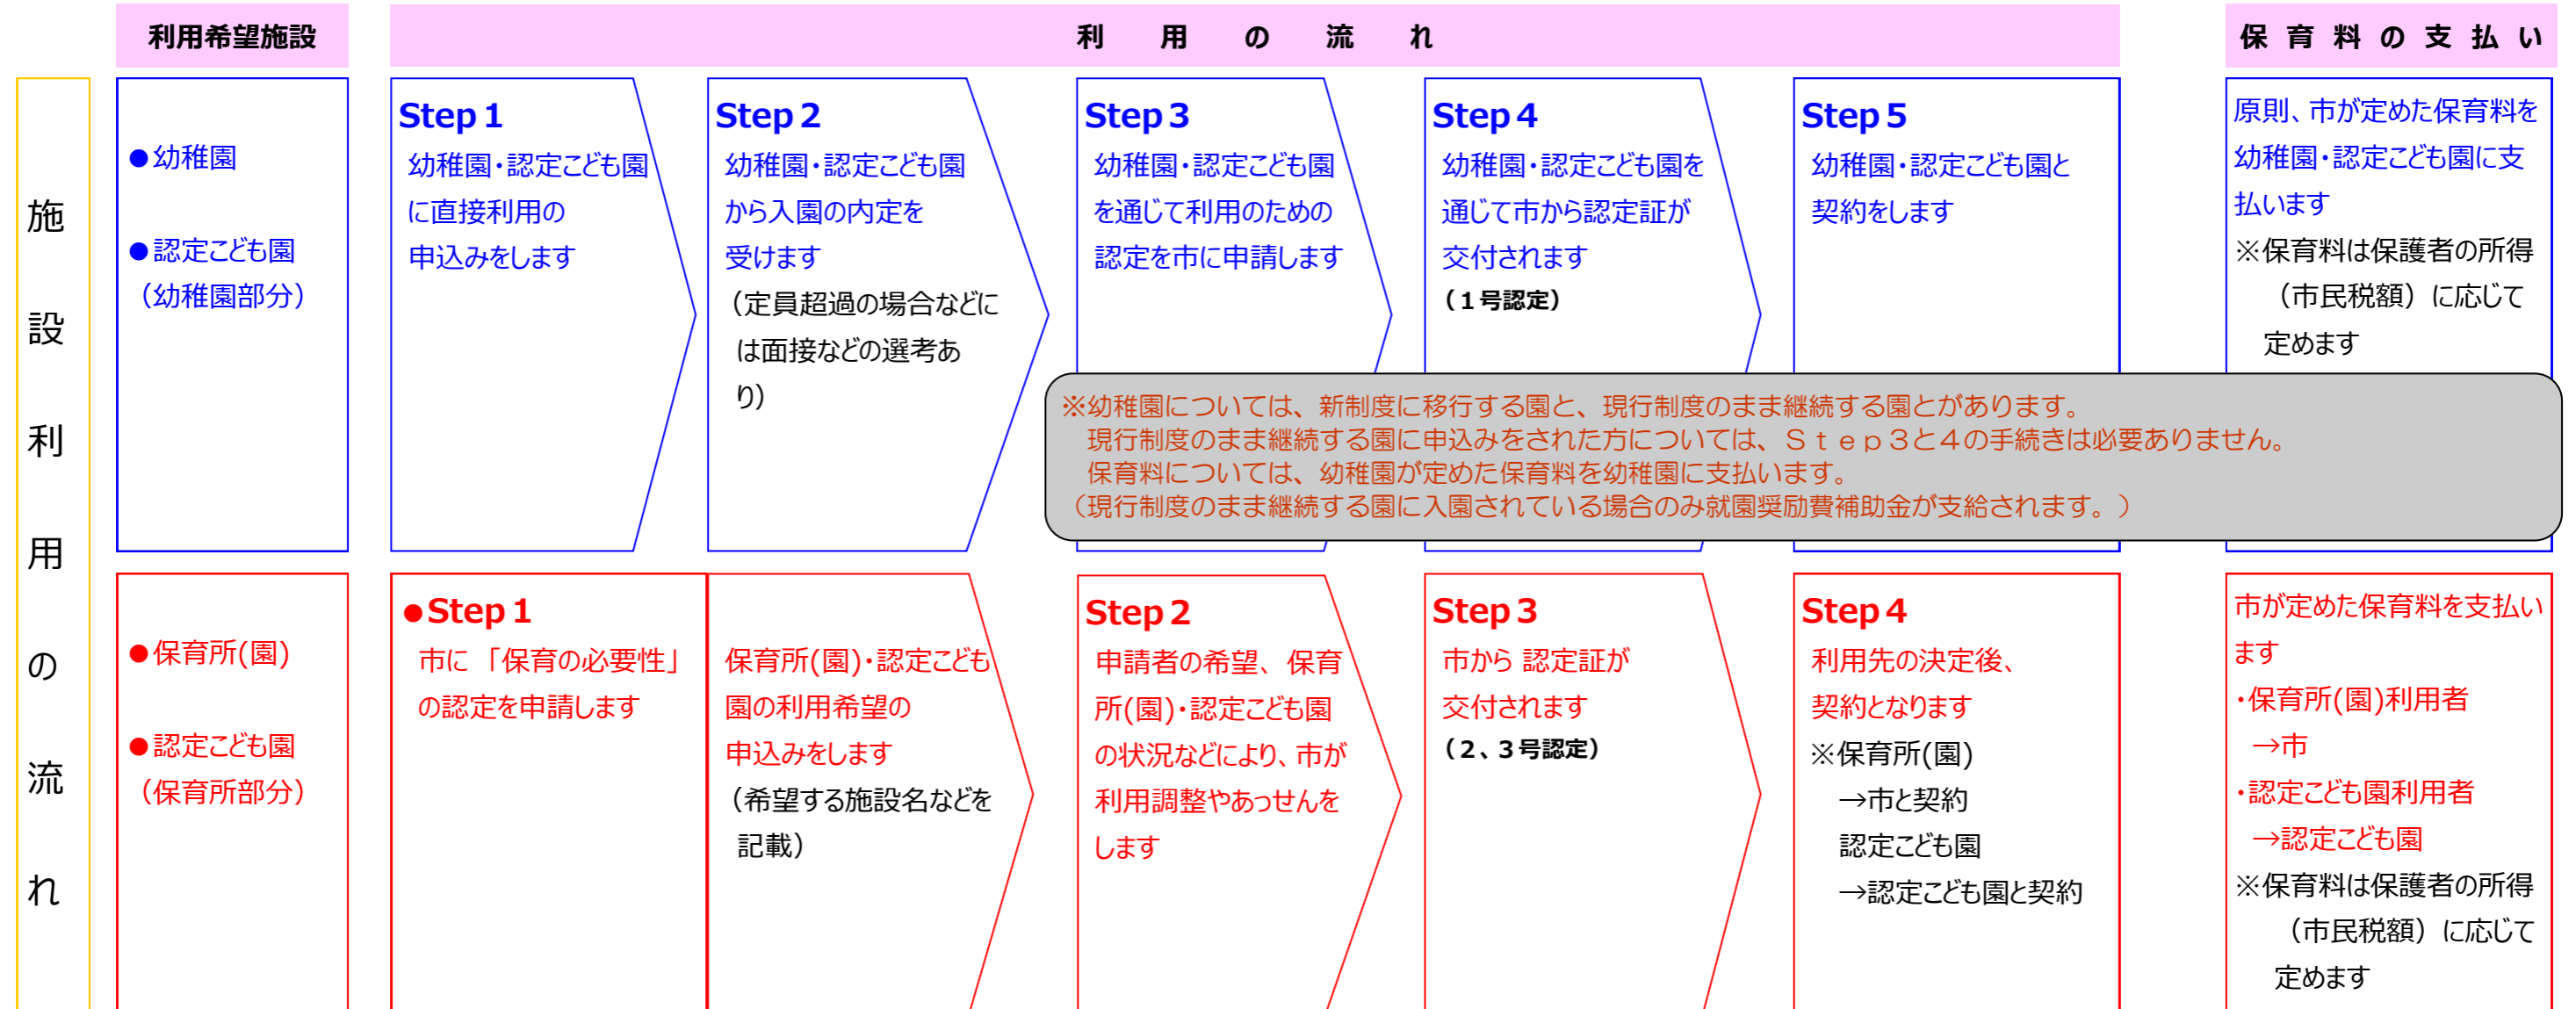 利用希望施設
利用の流れ
保育料の支払い
施設利用の流れ
●幼稚園
●認定こども園
（幼稚園部分）
Step１
幼稚園・認定こども園
に直接利用の
申込みをします
Step２
幼稚園・認定こども園
から入園の内定を
受けます
（定員超過の場合などに
は面接などの選考あ
り）
Step３
幼稚園・認定こども園
を通じて利用のための
認定を市に申請します
Step４
幼稚園・認定こども園を
通じて市から認定証が
交付されます
（１号認定）
Step５
幼稚園・認定こども園と
契約をします
原則、市が定めた保育料を
幼稚園・認定こども園に支
払います
※保育料は保護者の所得
（市民税額）に応じて
定めます
※幼稚園については、新制度に移行する園と、現行制度のまま継続する園とがあります。
現行制度のまま継続する園に申込みをされた方については、Ｓｔｅｐ３と４の手続きは必要ありません。
保育料については、幼稚園が定めた保育料を幼稚園に支払います。
（現行制度のまま継続する園に入園されている場合のみ就園奨励費補助金が支給されます。）
●保育所(園)
●認定こども園
（保育所部分）
●Step１
市に「保育の必要性」
の認定を申請します
保育所(園)・認定こども
園の利用希望の
申込みをします
（希望する施設名などを
記載）
Step２
申請者の希望、保育
所(園)・認定こども園
の状況などにより、市が
利用調整やあっせんを
します
Step３
市から 認定証が
交付されます
（２、３号認定）
Step４
利用先の決定後、
契約となります
※保育所(園)
→市と契約
認定こども園
→認定こども園と契約
市が定めた保育料を支払い
ます
・保育所(園)利用者
→市
・認定こども園利用者
→認定こども園
※保育料は保護者の所得
（市民税額）に応じて
定めます